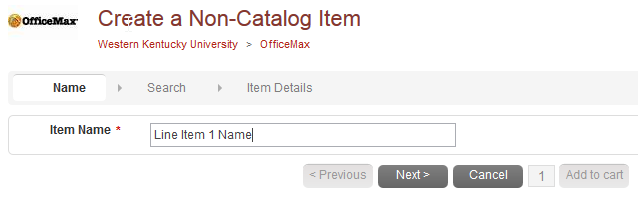 OfficeMax
Create a Non-Catalog Item
Western Kentucky University > OfficeMax
Name Search Item Details
Item Name * Line Item 1 Name
< Previous Next > Cancel 1 Add to cart